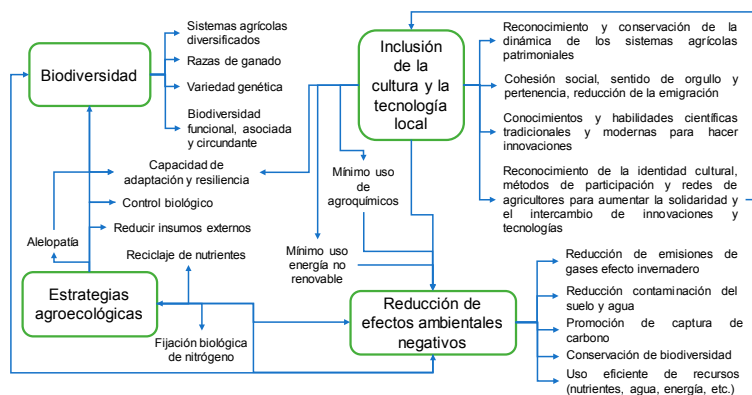 Biodiversidad
Sistemas agrícolas
diversificados
Razas de ganado
Variedad genética
Biodiversidad
funcional, asociada y
circundante
Capacidad de
adaptación y resiliencia
Control biológico
Reducir insumos externos
Alelopatía
Reciclaje de nutrientes
Estrategias
agroecológicas
Fijación biológica
de nitrógeno
Inclusión
de la
cultura y la
tecnología
local
Mínimo uso
de
agroquímicos
Mínimo uso
energía no
renovable
Reconocimiento y conservación de la
dinámica de los sistemas agrícolas
patrimoniales
Cohesión social, sentido de orgullo y
pertenencia, reducción de la emigración
Conocimientos y habilidades científicas
tradicionales y modernas para hacer
innovaciones
Reconocimiento de la identidad cultural,
métodos de participación y redes de
agricultores para aumentar la solidaridad y
el intercambio de innovaciones y
tecnologías
Reducción de
efectos ambientales
negativos
Reducción de emisiones de
gases efecto invernadero
Reducción contaminación del
suelo y agua
Promoción de captura de
carbono
Conservación de biodiversidad
Uso eficiente de recursos
(nutrientes, agua, energía, etc.)